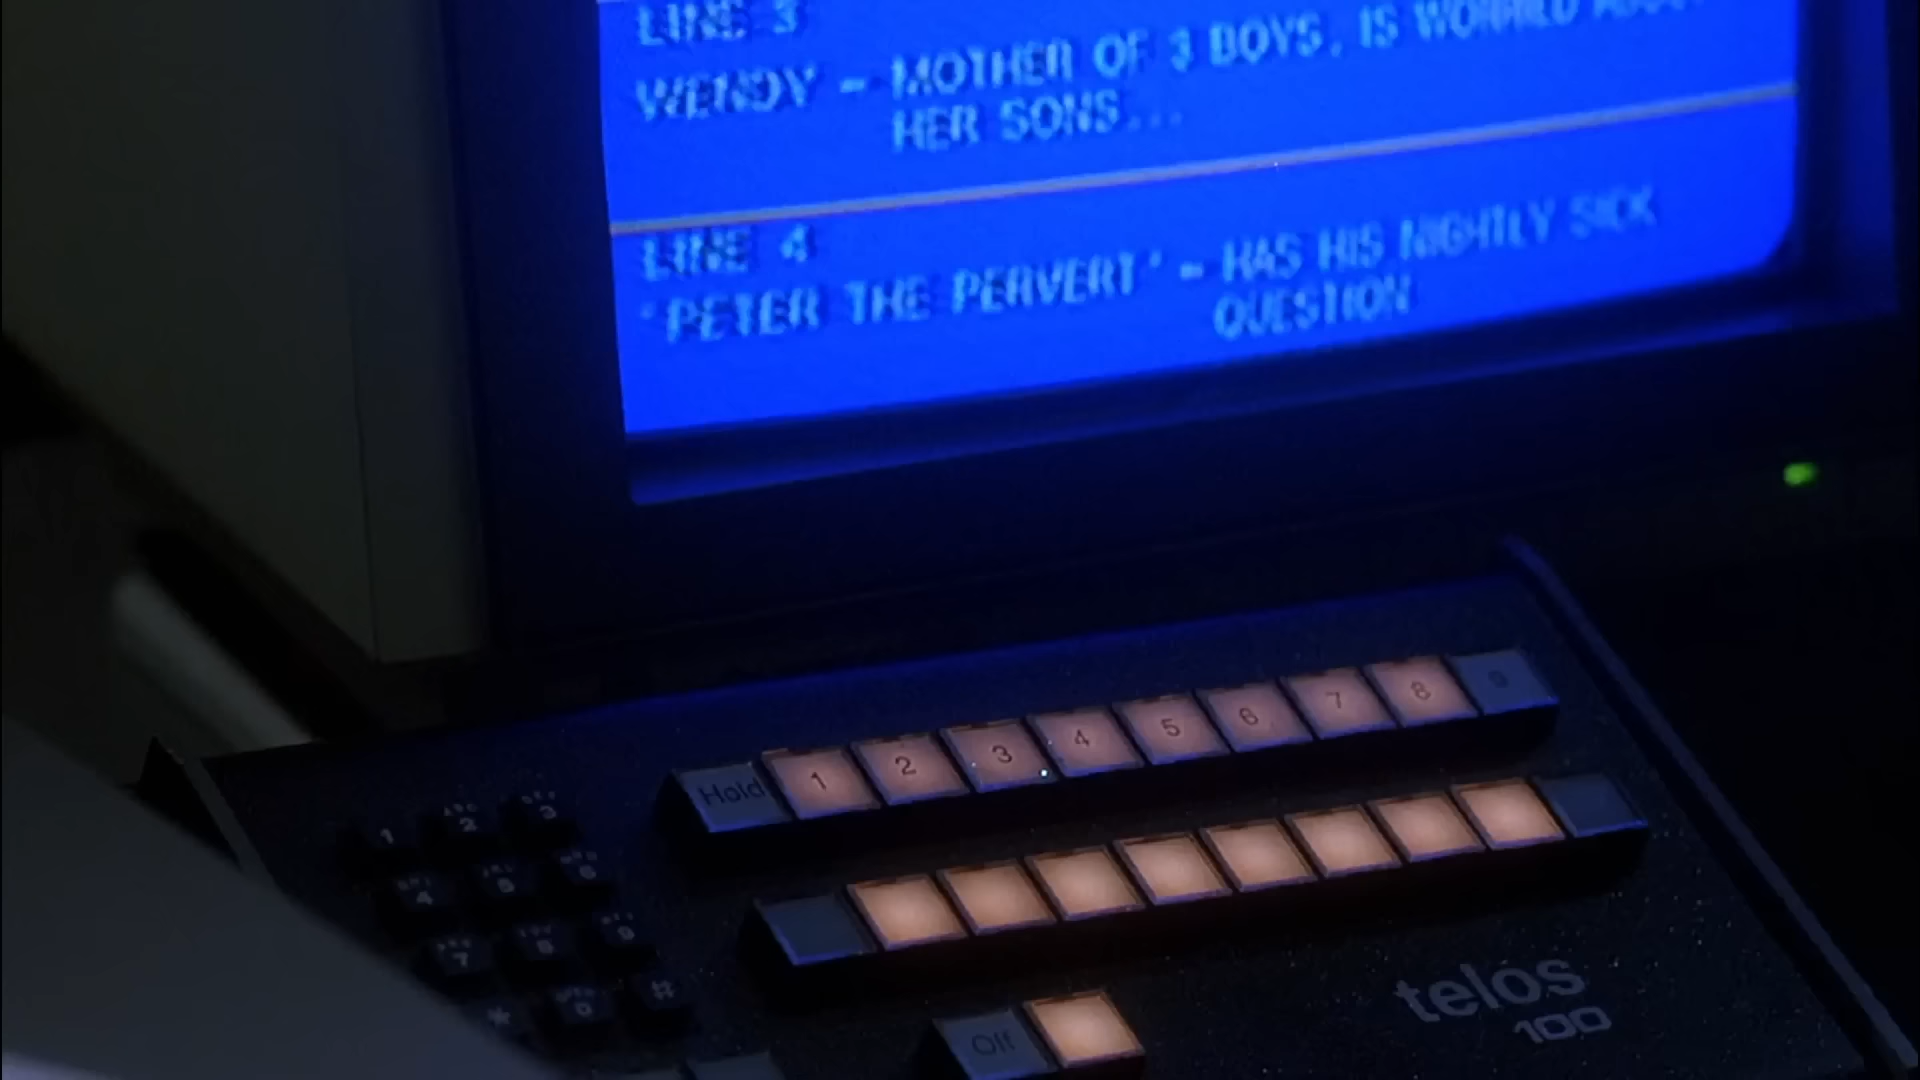 LINE 3
WENDY - MOTHER OF 3 BOYS, IS WORRIED ABOUT
HER SONS...
LINE 4
'PETER THE PERVERT' - HAS HIS NIGHTLY SICK
QUESTION
Hold 1 2 3 4 5 6 7 8 9
1 2 3
4 5 6
7 8 9
* 0 #
Off
telos
100